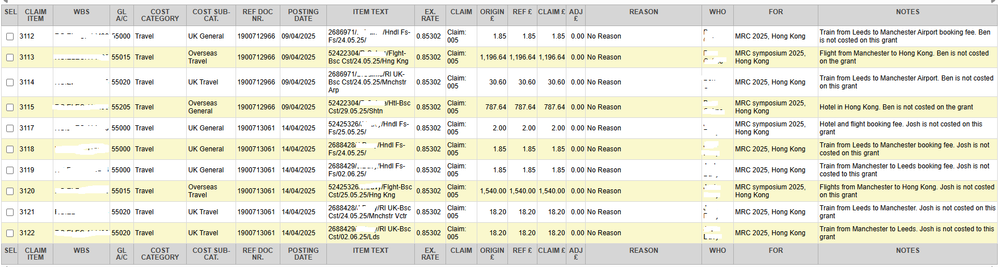 SEL CLAIM ITEM WBS GL A/C COST CATEGORY COST SUB-CAT. REF DOC NR. POSTING DATE ITEM TEXT EX. RATE CLAIM ORIGIN £ REF £ CLAIM £ ADJ £ REASON WHO FOR NOTES
3112 55000 Travel UK General 1900712966 09/04/2025 2686971/ /Hndl Fs-Fs/24.05.25/ 0.85302 Claim: 005 1.85 1.85 1.85 0.00 No Reason MRC 2025, Hong Kong Train from Leeds to Manchester Airport booking fee. Ben is not costed on this grant
3113 55015 Travel Overseas Travel 1900712966 09/04/2025 52422304/ /Flght-Bsc Cst/24.05.25/Hng Kng 0.85302 Claim: 005 1,196.64 1,196.64 1,196.64 0.00 No Reason MRC symposium 2025, Hong Kong Flight from Manchester to Hong Kong. Ben is not costed on the grant
3114 55020 Travel UK Travel 1900712966 09/04/2025 2686971/ /Rl UK-Bsc Cst/24.05.25/Mnchstr Arp 0.85302 Claim: 005 30.60 30.60 30.60 0.00 No Reason MRC 2025, Hong Kong Train from Leeds to Manchester Airport. Ben is not costed on this grant
3115 55205 Travel Overseas General 1900712966 09/04/2025 52422304/ /Htl-Bsc Cst/29.05.25/Shtn 0.85302 Claim: 005 787.64 787.64 787.64 0.00 No Reason MRC symposium 2025, Hong Kong Hotel in Hong Kong. Ben is not costed on the grant
3117 55000 Travel UK General 1900713061 14/04/2025 52425326/ /Hndl Fs-Fs/25.05.25/ 0.85302 Claim: 005 2.00 2.00 2.00 0.00 No Reason MRC symposium 2025, Hong Kong Hotel and flight booking fee. Josh is not costed on this grant
3118 55000 Travel UK General 1900713061 14/04/2025 2688428/ /Hndl Fs-Fs/24.05.25/ 0.85302 Claim: 005 1.85 1.85 1.85 0.00 No Reason MRC 2025, Hong Kong Train from Leeds to Manchester booking fee. Josh is not costed on this grant
3119 55000 Travel UK General 1900713061 14/04/2025 2688429/ /Hndl Fs-Fs/02.06.25/ 0.85302 Claim: 005 1.85 1.85 1.85 0.00 No Reason MRC 2025, Hong Kong Train from Manchester to Leeds booking fee. Josh is not costed to this grant
3120 55015 Travel Overseas Travel 1900713061 14/04/2025 52425326/ /Flght-Bsc Cst/25.05.25/Hng Kng 0.85302 Claim: 005 1,540.00 1,540.00 1,540.00 0.00 No Reason MRC symposium 2025, Hong Kong Flights from Manchester to Hong Kong. Josh is not costed on this grant
3121 55020 Travel UK Travel 1900713061 14/04/2025 2688428/ /Rl UK-Bsc Cst/24.05.25/Mnchstr Vctr 0.85302 Claim: 005 18.20 18.20 18.20 0.00 No Reason MRC 2025, Hong Kong Train from Leeds to Manchester. Josh is not costed on this grant
3122 55020 Travel UK Travel 1900713061 14/04/2025 2688429/ /Rl UK-Bsc Cst/02.06.25/Lds 0.85302 Claim: 005 18.20 18.20 18.20 0.00 No Reason MRC 2025, Hong Kong Train from Manchester to Leeds. Josh is not costed to this grant
SEL CLAIM ITEM WBS GL A/C COST CATEGORY COST SUB-CAT. REF DOC NR. POSTING DATE ITEM TEXT EX. RATE CLAIM ORIGIN £ REF £ CLAIM £ ADJ £ REASON WHO FOR NOTES